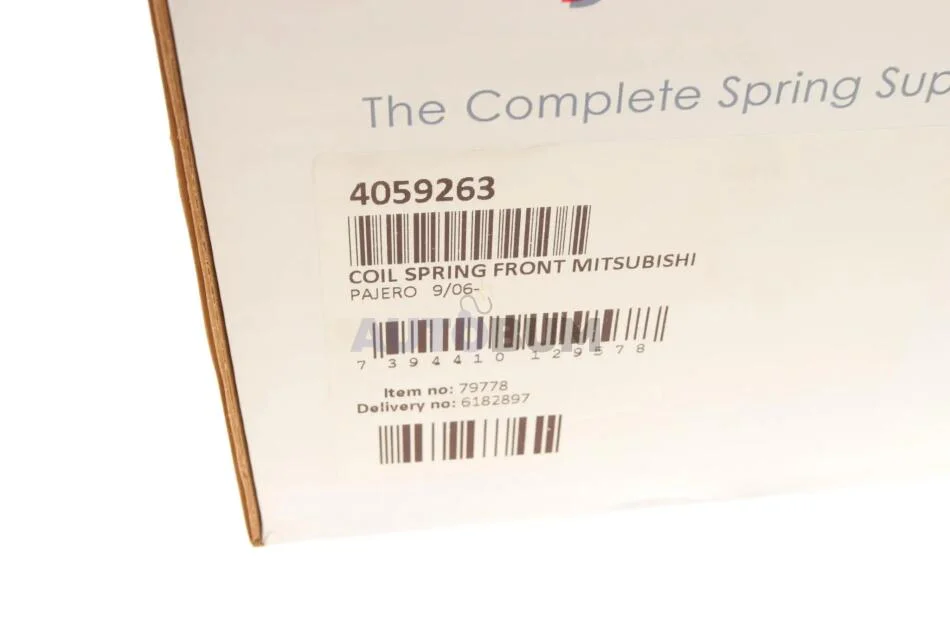 The Complete Spring Sup
4059263
COIL SPRING FRONT MITSUBISHI
PAJERO 9/06-
AUTOBUM
7 394410 129578
Item no: 79778
Delivery no: 6182897